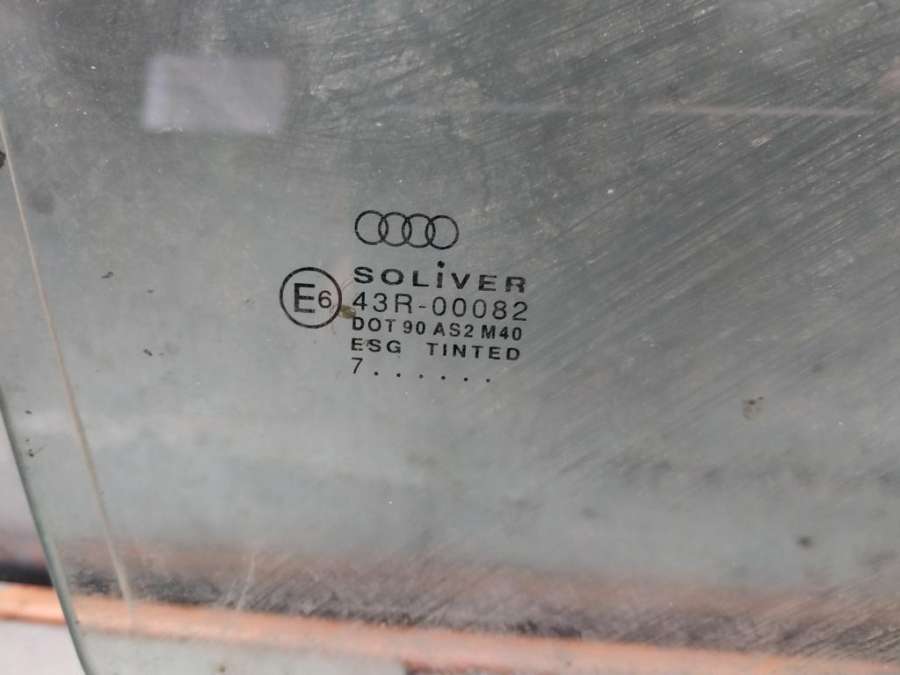 SOLiVER
E6 43R-00082
DOT 90 AS2 M40
ESG TINTED
7......